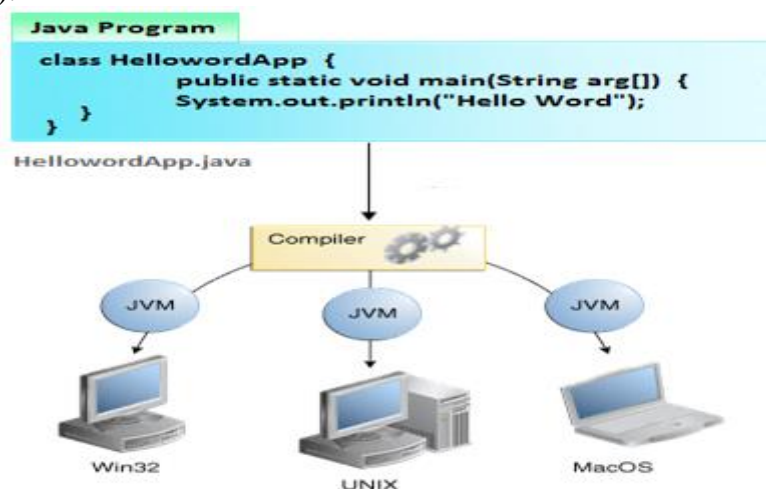 ).
Java Program
class HellowordApp {
public static void main(String arg[]) {
System.out.println("Hello Word");
}
}
HellowordApp.java
Compiler
JVM JVM JVM
Win32 UNIX MacOS